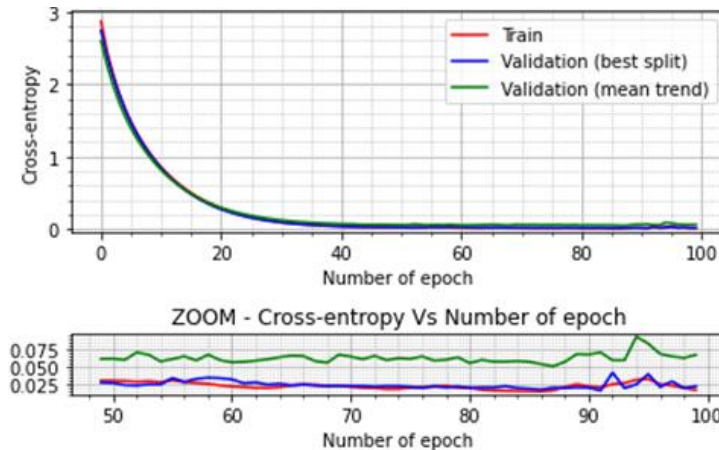 3
2
1
0
Cross-entropy
Train
Validation (best split)
Validation (mean trend)
0 20 40 60 80 100
Number of epoch
ZOOM - Cross-entropy Vs Number of epoch
0.075
0.050
0.025
50 60 70 80 90 100
Number of epoch